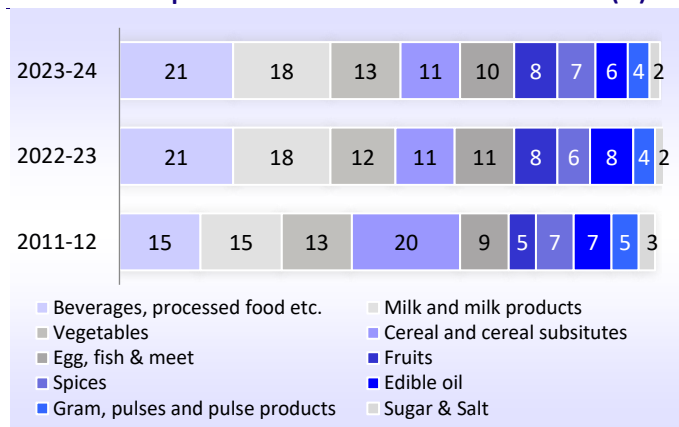 2023-24 21 18 13 11 10 8 7 6 4 2
2022-23 21 18 12 11 11 8 6 8 4 2
2011-12 15 15 13 20 9 5 7 7 5 3
Beverages, processed food etc. Milk and milk products
Vegetables Cereal and cereal subsitutes
Egg, fish & meet Fruits
Spices Edible oil
Gram, pulses and pulse products Sugar & Salt